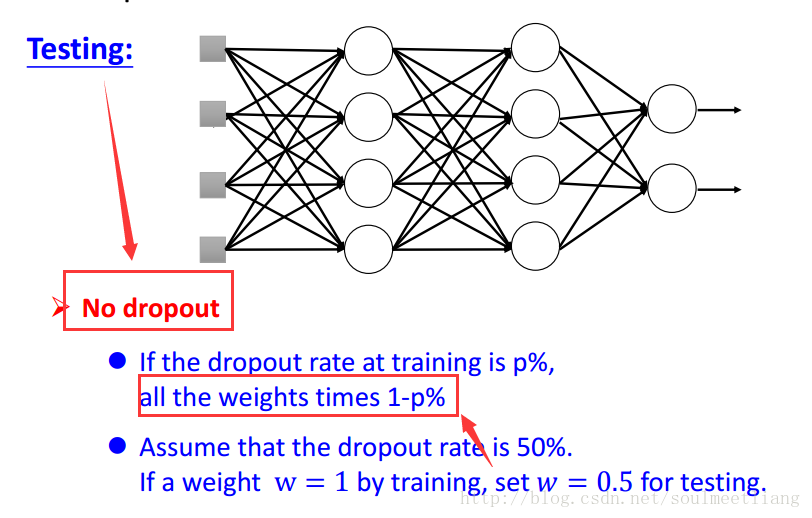 Testing:
No dropout
If the dropout rate at training is p%,
all the weights times 1-p%
Assume that the dropout rate is 50%.
If a weight w = 1 by training, set w = 0.5 for testing.
http://blog.csdn.net/soulmeetliang